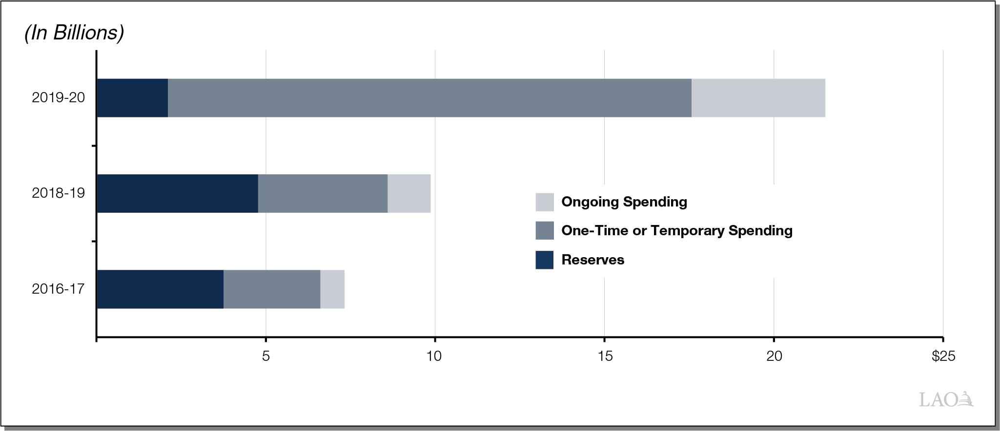 (In Billions)
2019-20
2018-19
2016-17
Ongoing Spending
One-Time or Temporary Spending
Reserves
5
10
15
20
$25
LAO